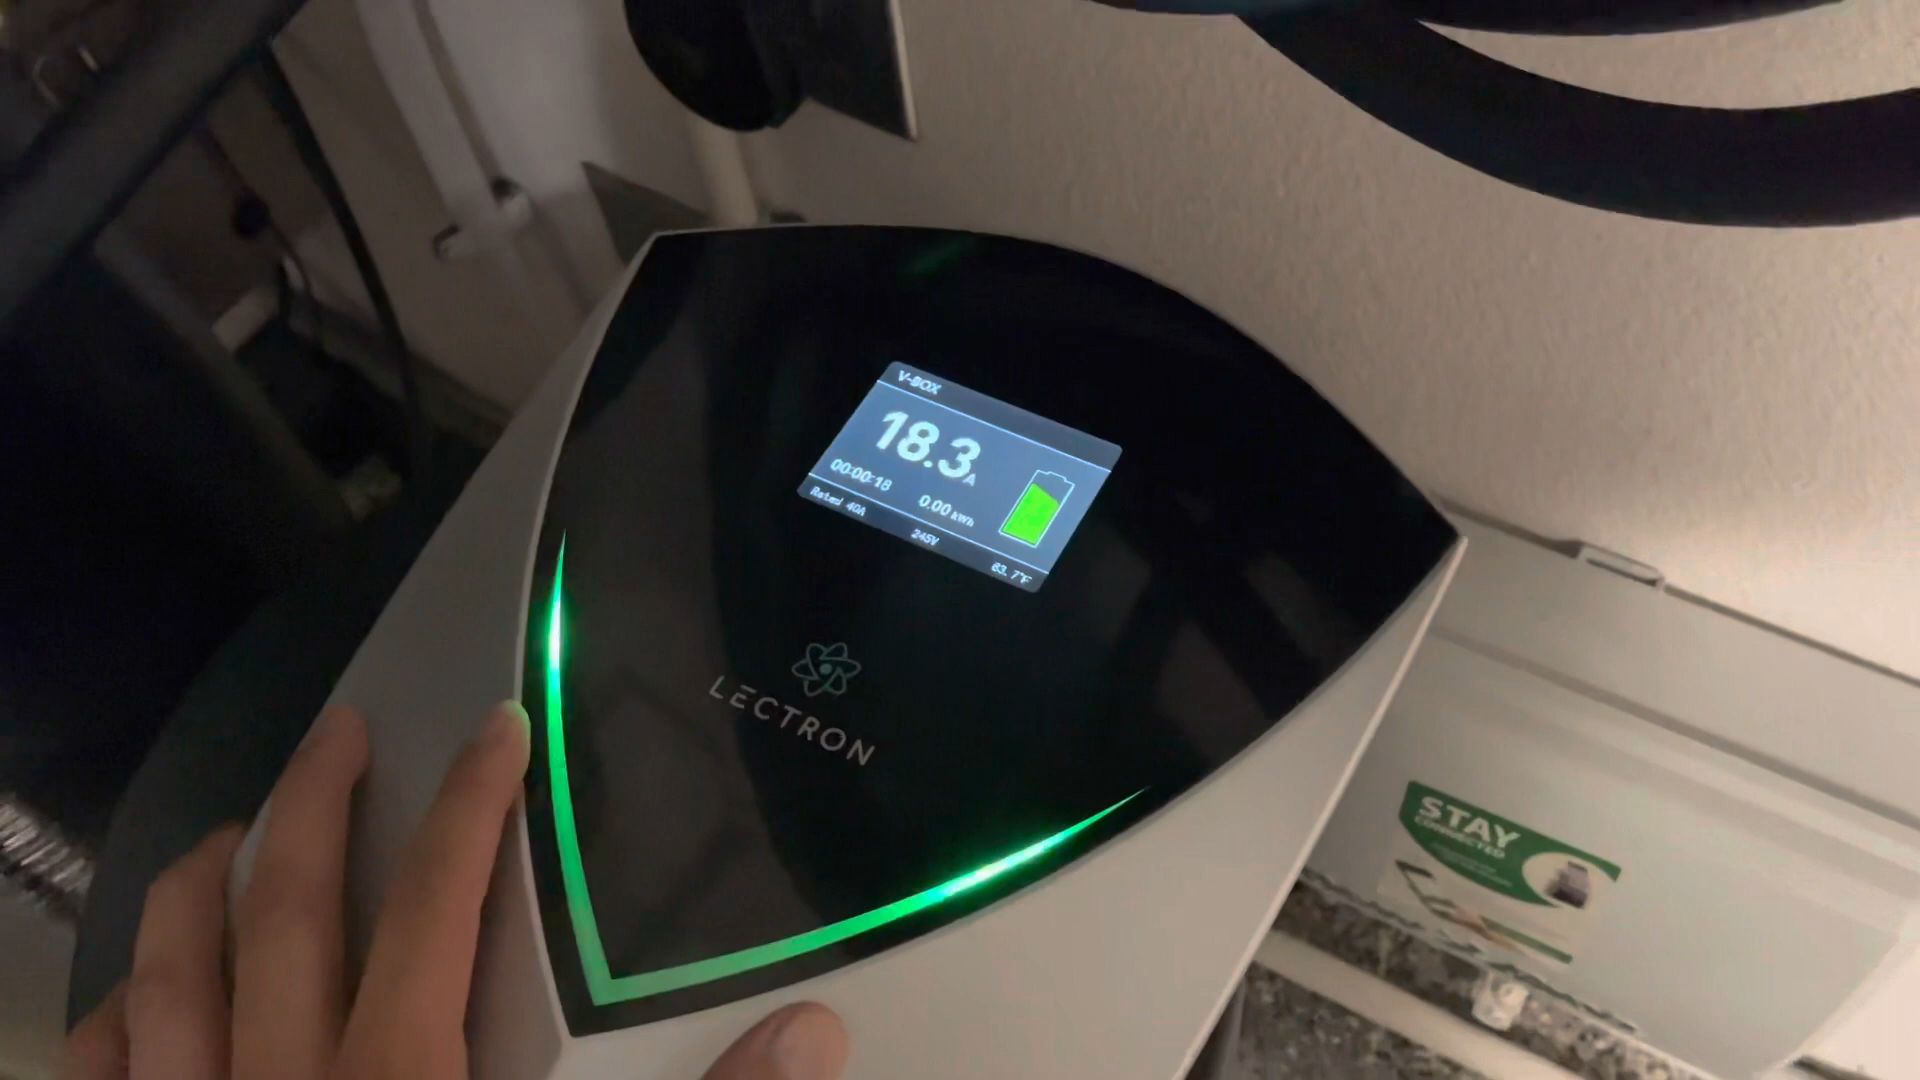 V-BOX
18.3A
00:00:18
0.00 kWh
Rated 40A
245V
83.7°F
LECTRON
STAY
CONNECTED